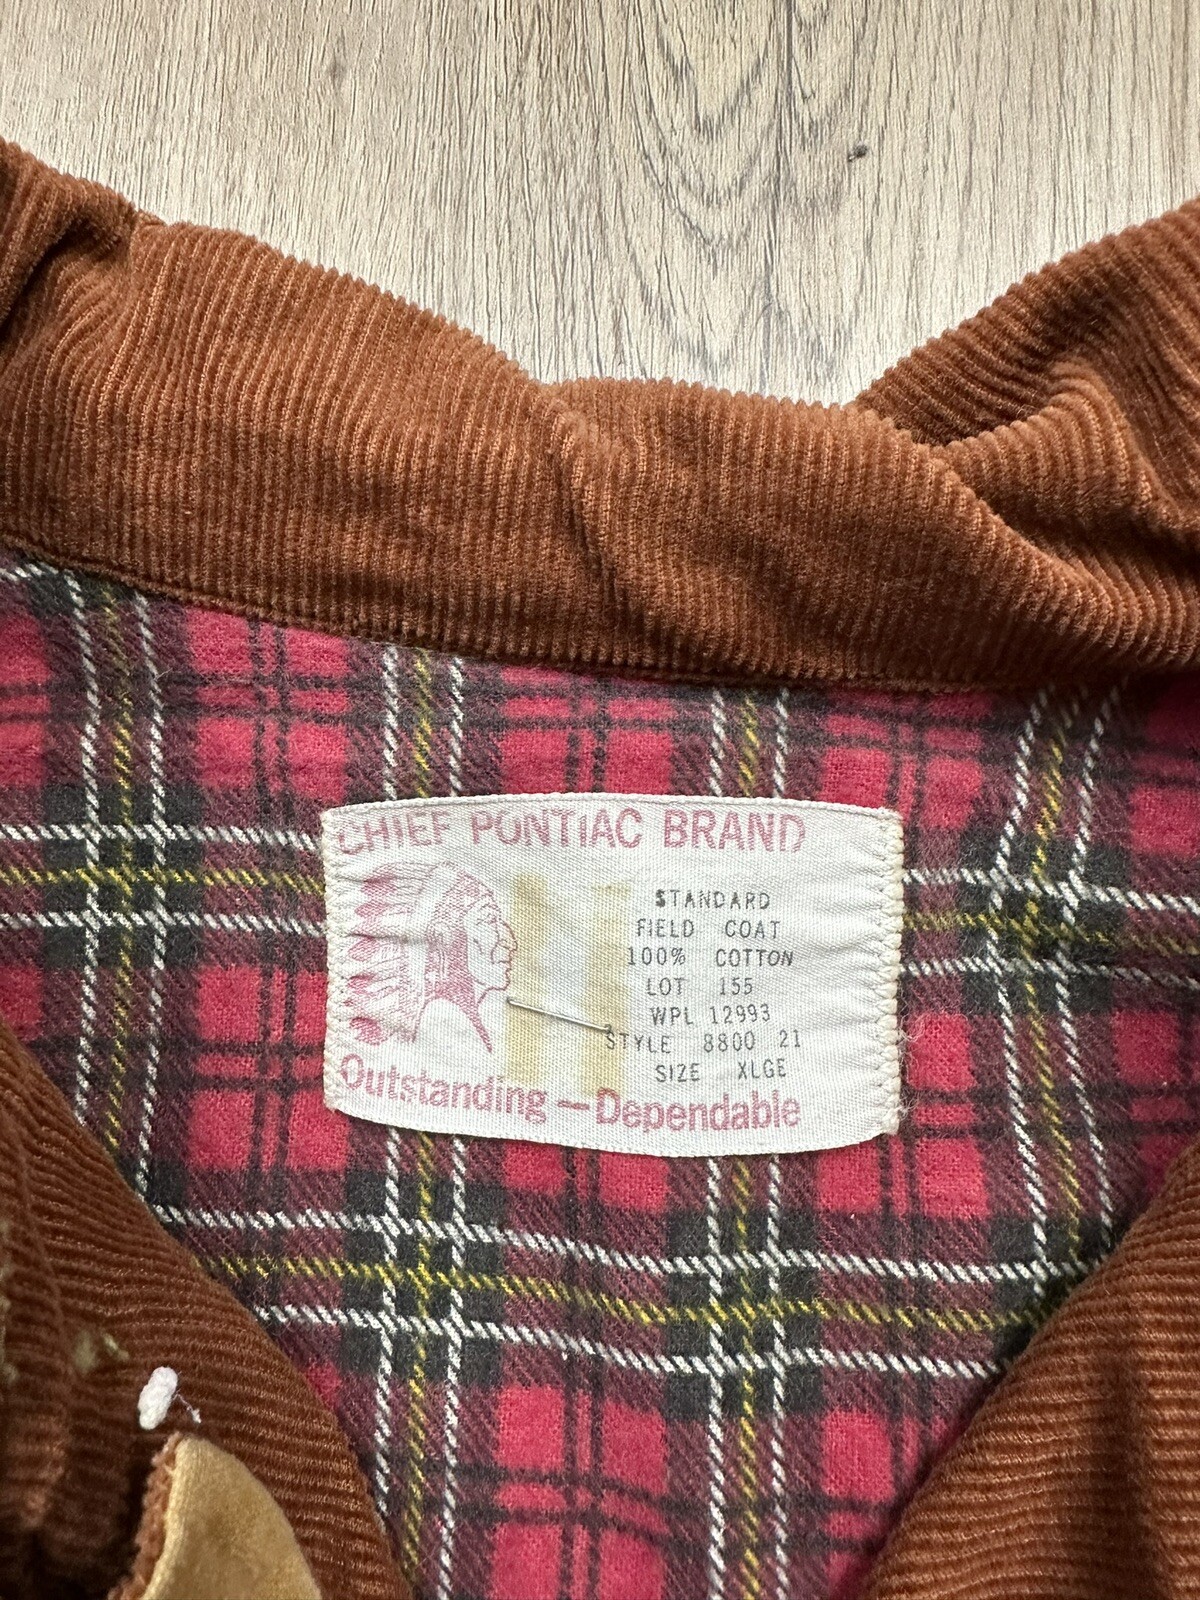 CHIEF PONTIAC BRAND
STANDARD
FIELD COAT
100% COTTON
LOT 155
WPL 12993
STYLE 8800 21
SIZE XLGE
Outstanding — Dependable